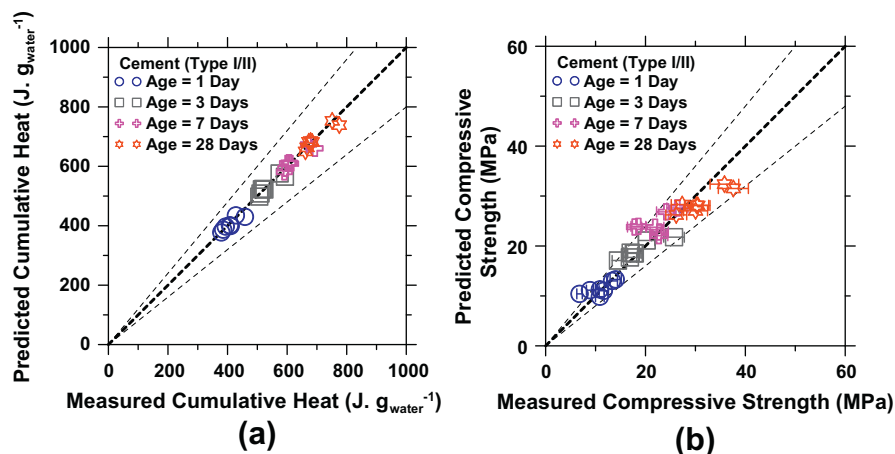 Predicted Cumulative Heat (J. g_water^-1)
1000
800
600
400
200
0
Cement (Type I/II)
Age = 1 Day
Age = 3 Days
Age = 7 Days
Age = 28 Days
0 200 400 600 800 1000
Measured Cumulative Heat (J. g_water^-1)
(a)
Predicted Compressive
Strength (MPa)
60
40
20
0
Cement (Type I/II)
Age = 1 Day
Age = 3 Days
Age = 7 Days
Age = 28 Days
0 20 40 60
Measured Compressive Strength (MPa)
(b)